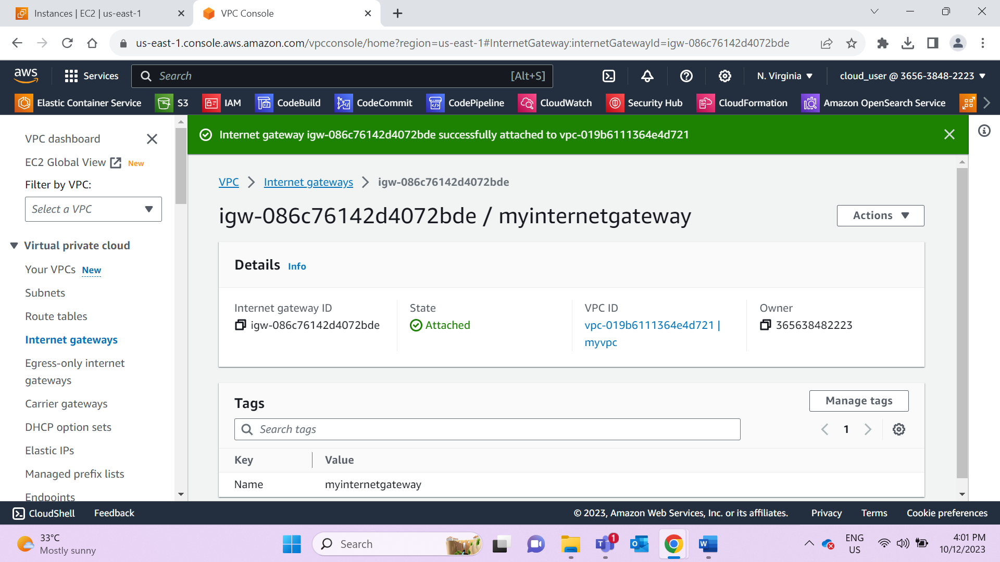 Instances | EC2 | us-east-1
VPC Console
us-east-1.console.aws.amazon.com/vpcconsole/home?region=us-east-1#InternetGateway:internetGatewayId=igw-086c76142d4072bde
aws
Services
Search
[Alt+S]
N. Virginia
cloud_user @ 3656-3848-2223
Elastic Container Service
S3
IAM
CodeBuild
CodeCommit
CodePipeline
CloudWatch
Security Hub
CloudFormation
Amazon OpenSearch Service
VPC dashboard
EC2 Global View
New
Filter by VPC:
Select a VPC
Virtual private cloud
Your VPCs
New
Subnets
Route tables
Internet gateways
Egress-only internet
gateways
Carrier gateways
DHCP option sets
Elastic IPs
Managed prefix lists
Endpoints
Internet gateway igw-086c76142d4072bde successfully attached to vpc-019b6111364e4d721
VPC
Internet gateways
igw-086c76142d4072bde
igw-086c76142d4072bde / myinternetgateway
Actions
Details
Info
Internet gateway ID
igw-086c76142d4072bde
State
Attached
VPC ID
vpc-019b6111364e4d721 |
myvpc
Owner
365638482223
Tags
Manage tags
Search tags
1
Key
Value
Name
myinternetgateway
CloudShell
Feedback
© 2023, Amazon Web Services, Inc. or its affiliates.
Privacy
Terms
Cookie preferences
33°C
Mostly sunny
Search
1
ENG
US
4:01 PM
10/12/2023